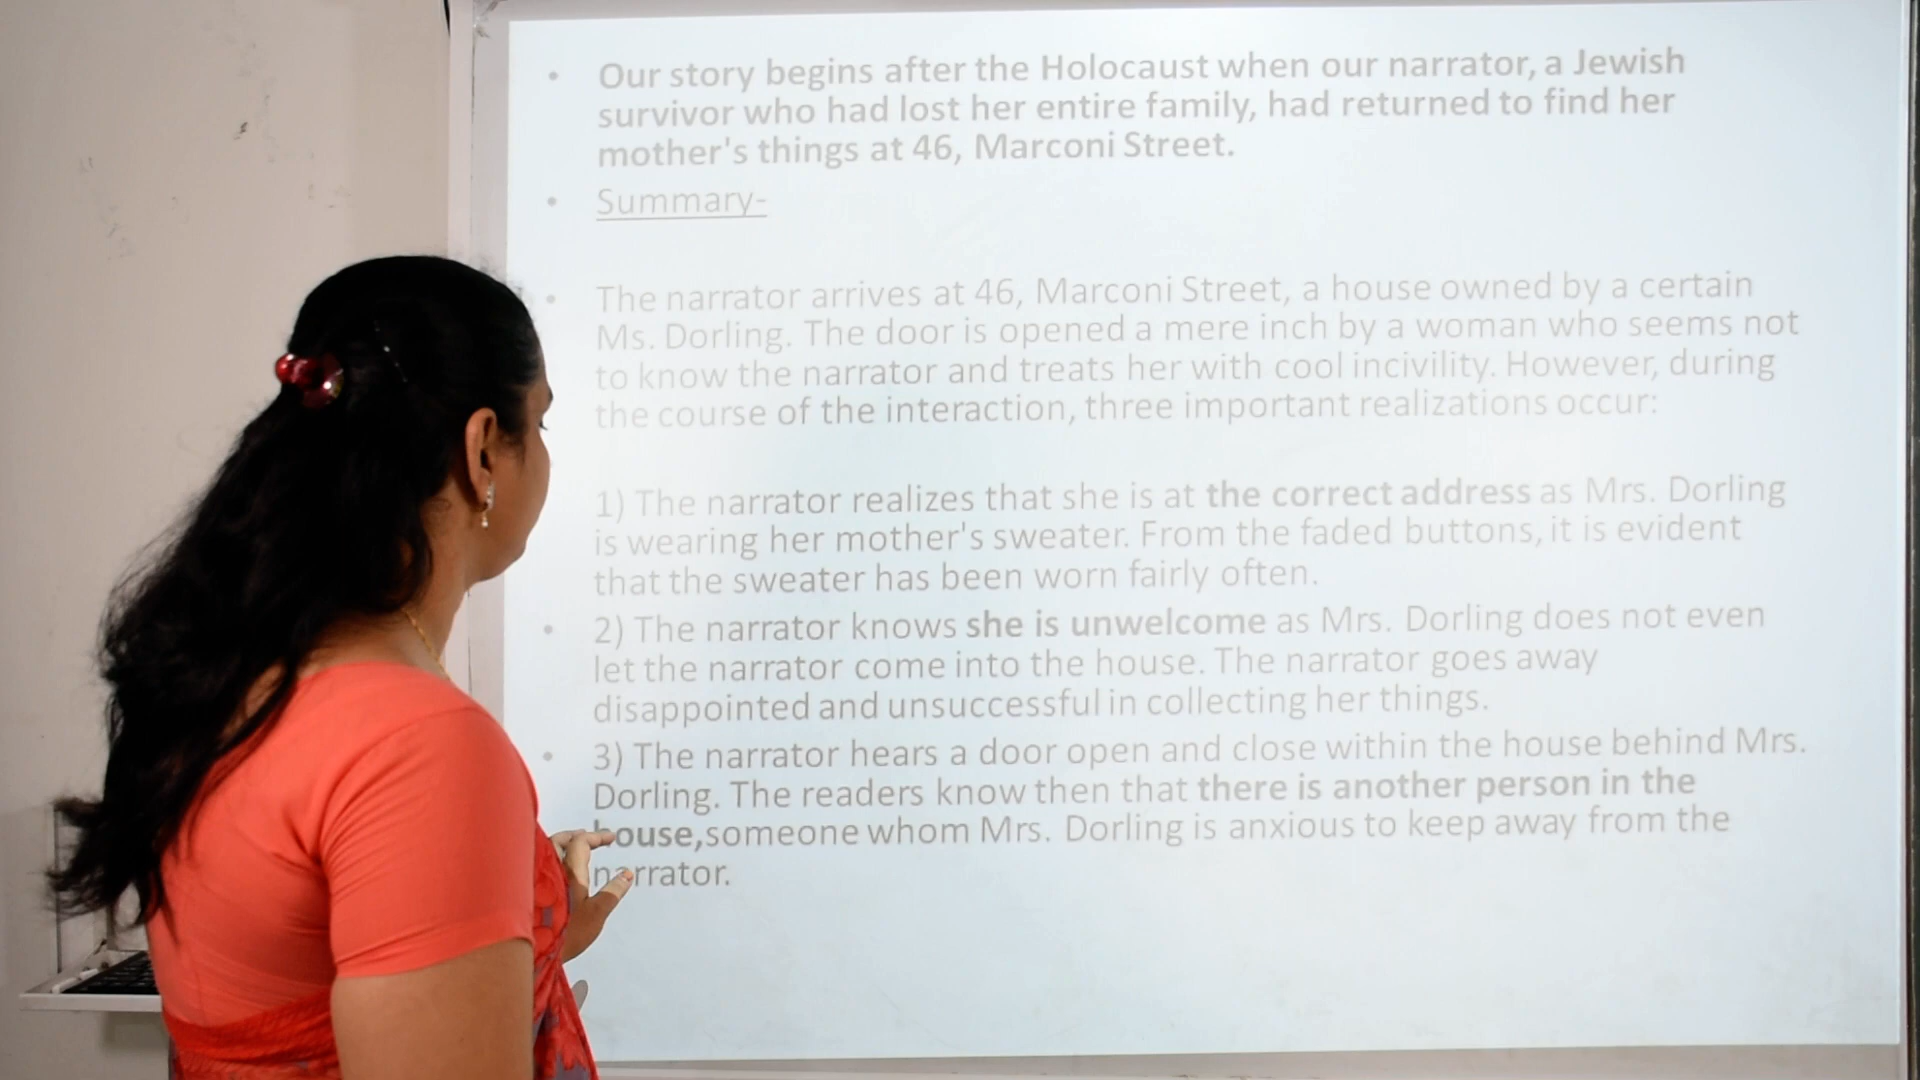 • Our story begins after the Holocaust when our narrator, a Jewish
survivor who had lost her entire family, had returned to find her
mother's things at 46, Marconi Street.
• Summary-
• The narrator arrives at 46, Marconi Street, a house owned by a certain
Ms. Dorling. The door is opened a mere inch by a woman who seems not
to know the narrator and treats her with cool incivility. However, during
the course of the interaction, three important realizations occur:
1) The narrator realizes that she is at the correct address as Mrs. Dorling
is wearing her mother's sweater. From the faded buttons, it is evident
that the sweater has been worn fairly often.
• 2) The narrator knows she is unwelcome as Mrs. Dorling does not even
let the narrator come into the house. The narrator goes away
disappointed and unsuccessful in collecting her things.
• 3) The narrator hears a door open and close within the house behind Mrs.
Dorling. The readers know then that there is another person in the
house,someone whom Mrs. Dorling is anxious to keep away from the
narrator.